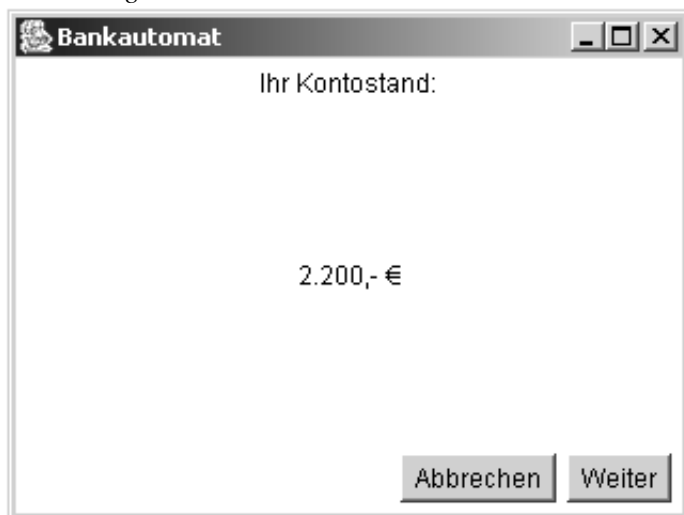 Bankautomat
Ihr Kontostand:
2.200,- €
Abbrechen Weiter